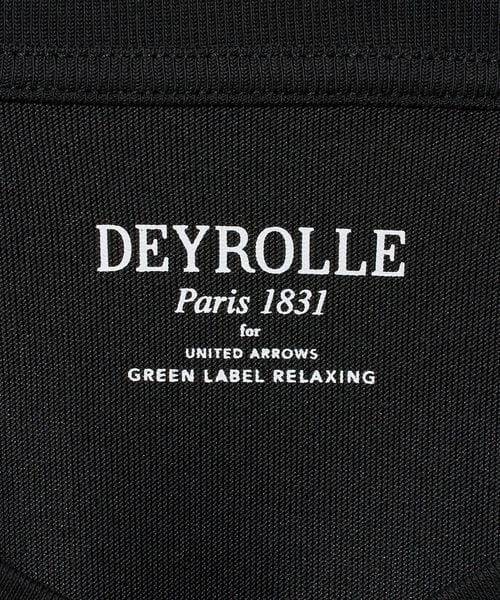 DEYROLLE
Paris 1831
for
UNITED ARROWS
GREEN LABEL RELAXING